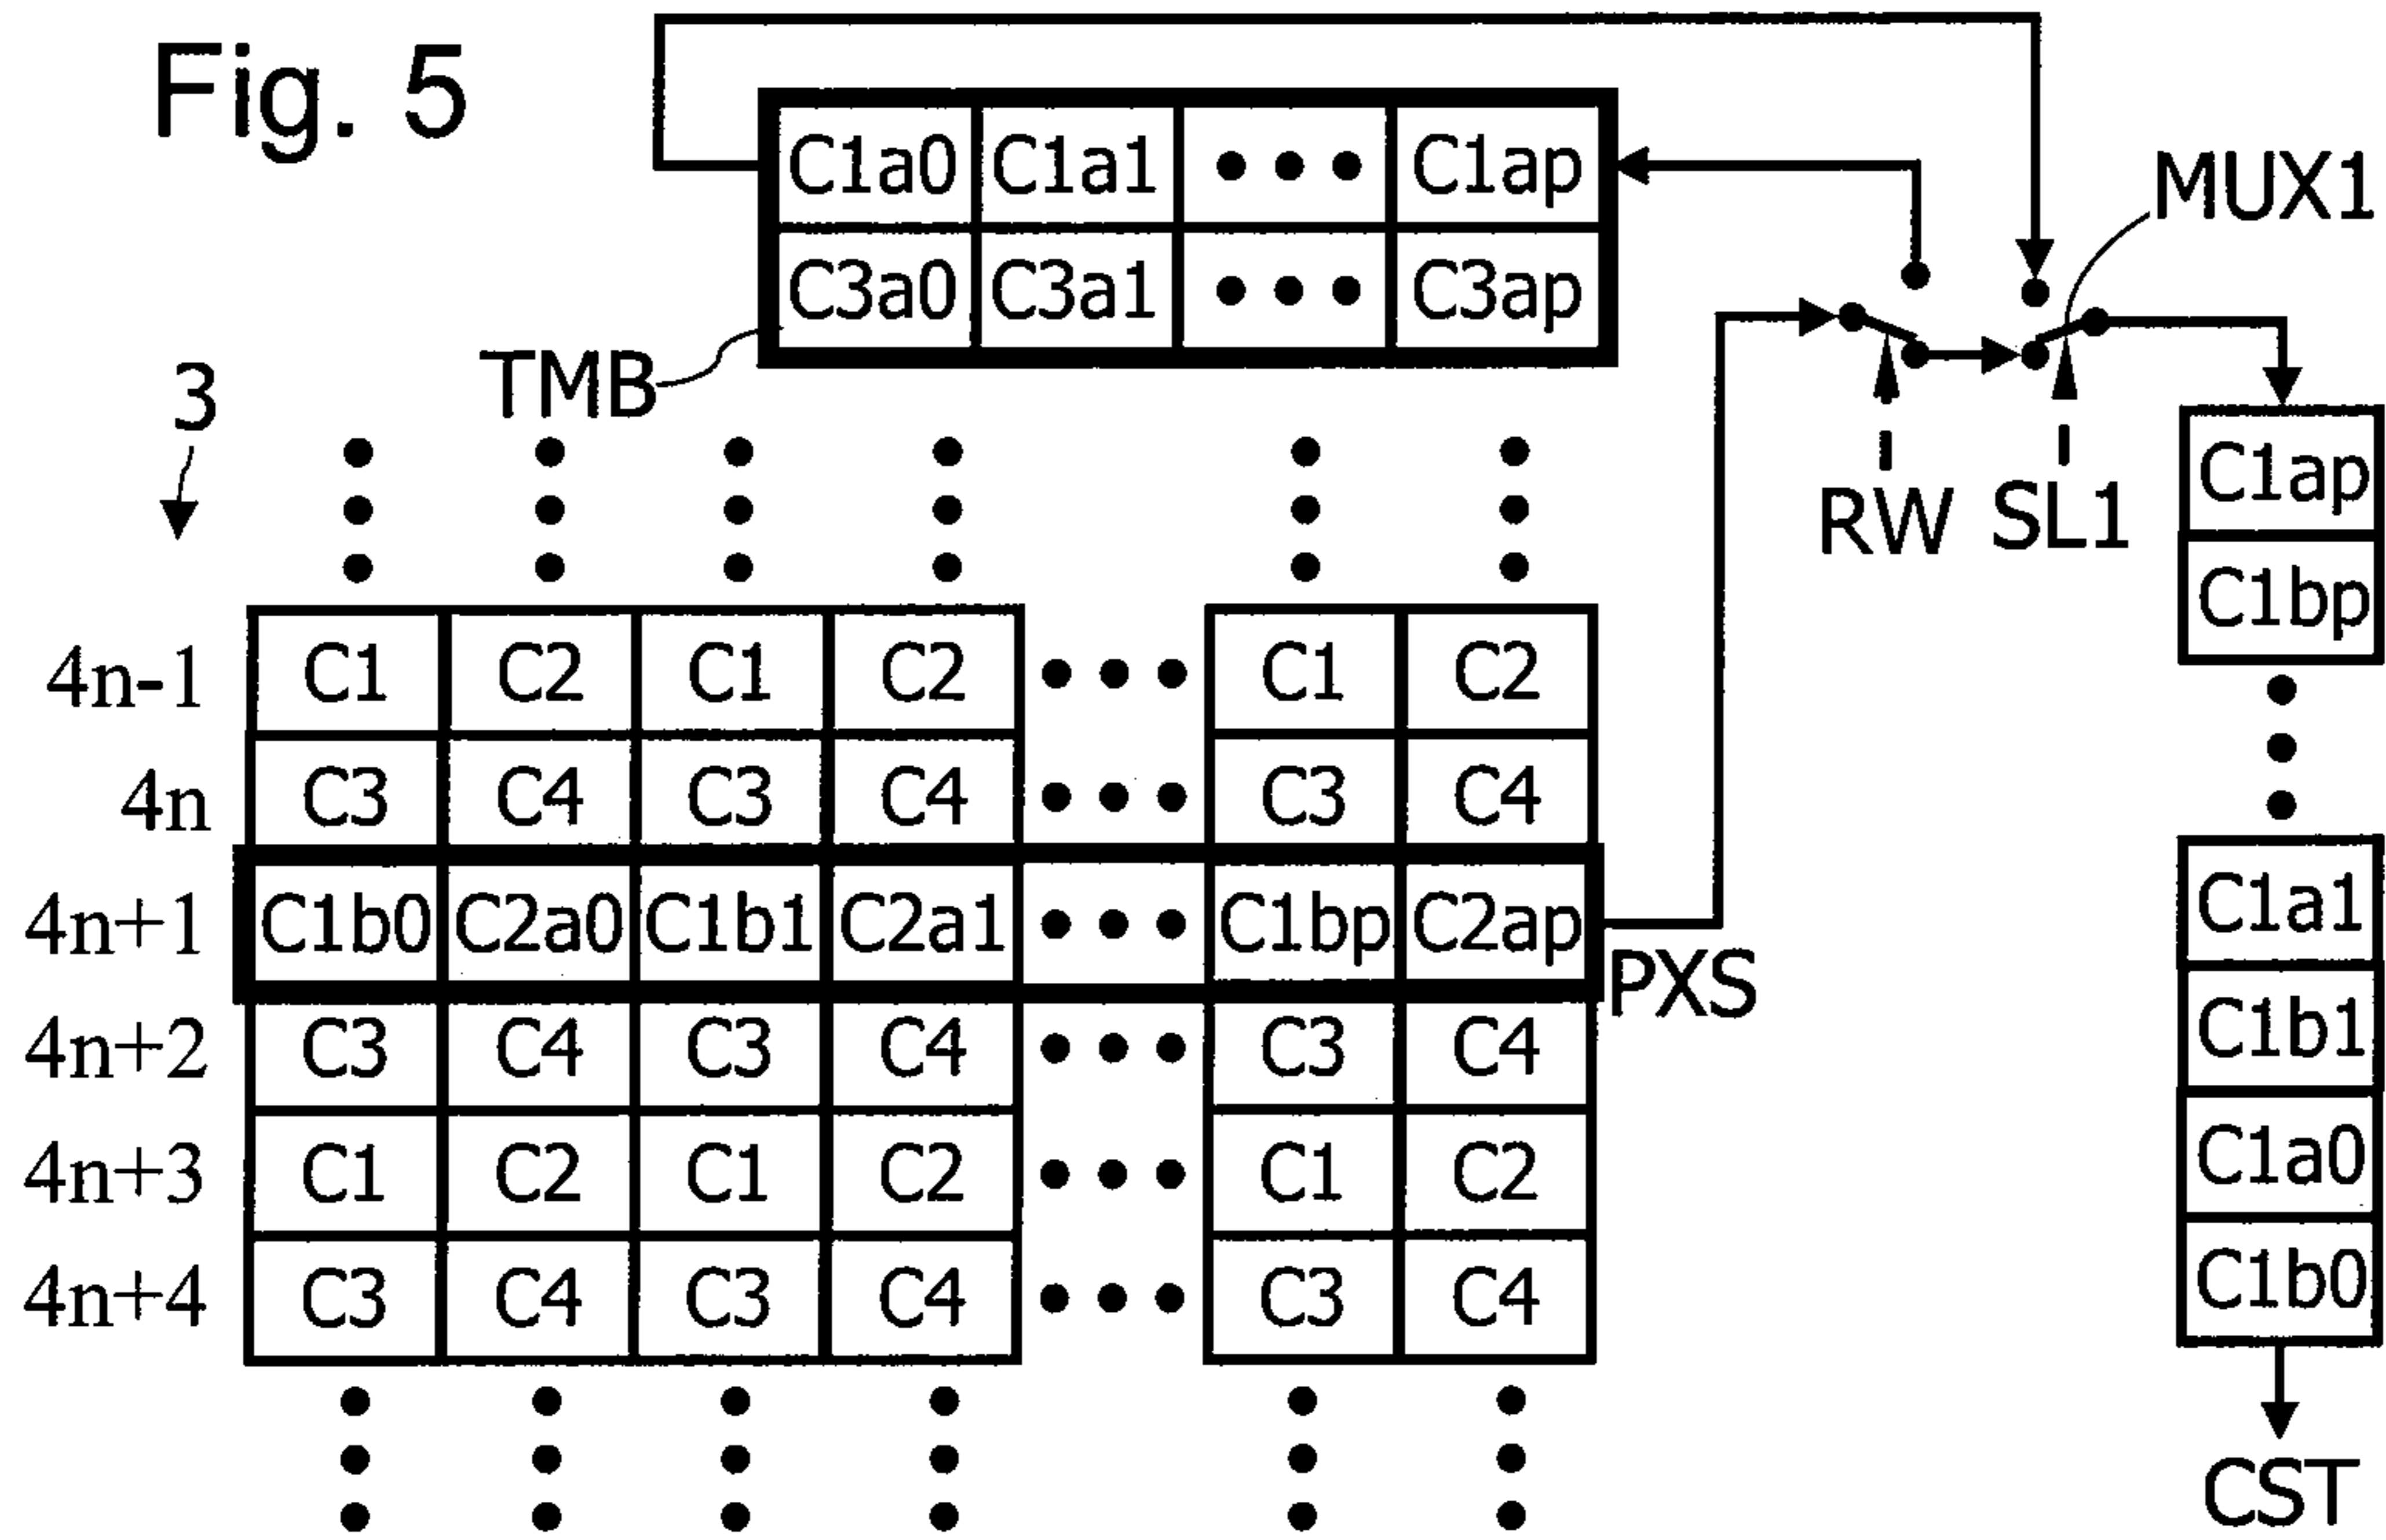 Fig. 5
C1a0 C1a1 ••• C1ap
MUX1
C3a0 C3a1 ••• C3ap
TMB
3
RW SL1
C1ap
C1bp
4n-1 C1 C2 C1 C2 ••• C1 C2
4n C3 C4 C3 C4 ••• C3 C4
4n+1 C1b0 C2a0 C1b1 C2a1 ••• C1bp C2ap
PXS
4n+2 C3 C4 C3 C4 ••• C3 C4
4n+3 C1 C2 C1 C2 ••• C1 C2
4n+4 C3 C4 C3 C4 ••• C3 C4
C1a1
C1b1
C1a0
C1b0
CST